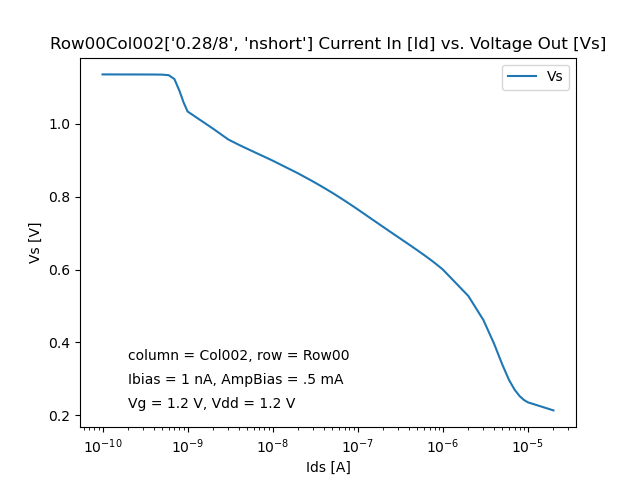 Row00Col002['0.28/8', 'nshort'] Current In [Id] vs. Voltage Out [Vs]
Vs
1.0
0.8
0.6
0.4
0.2
Vs [V]
column = Col002, row = Row00
Ibias = 1 nA, AmpBias = .5 mA
Vg = 1.2 V, Vdd = 1.2 V
10⁻¹⁰ 10⁻⁹ 10⁻⁸ 10⁻⁷ 10⁻⁶ 10⁻⁵
Ids [A]